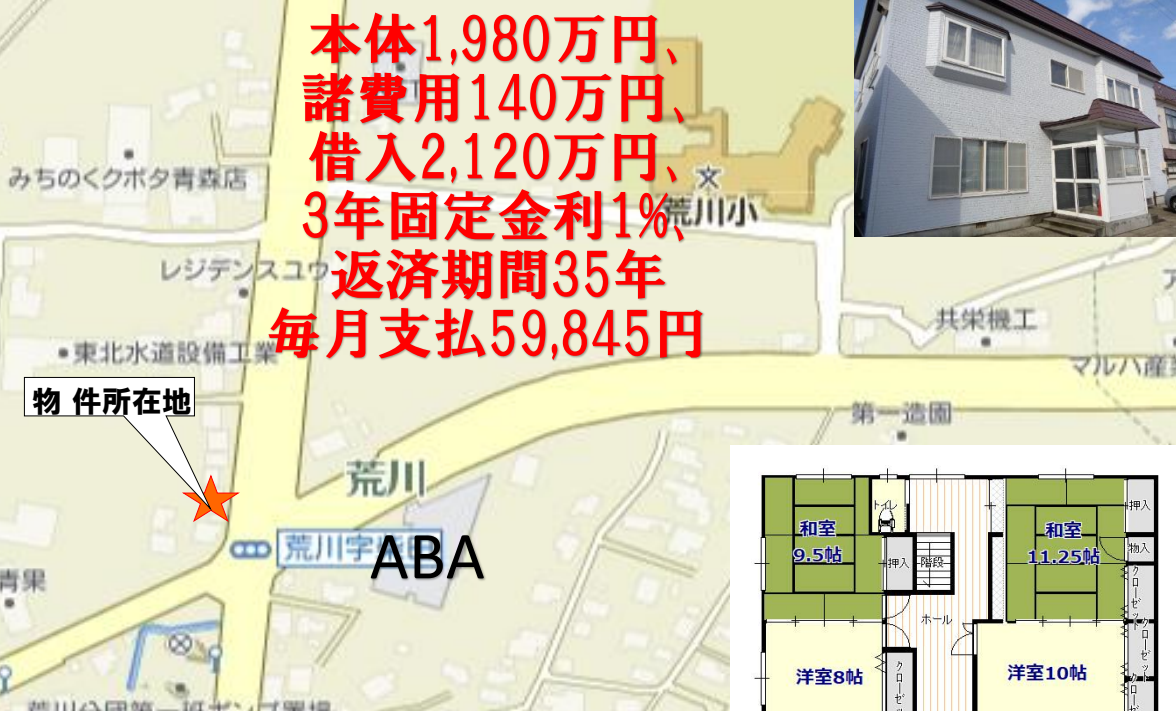 本体1,980万円、
諸費用140万円、
借入2,120万円、
3年固定金利1%、
返済期間35年
毎月支払59,845円
みちのくクボタ青森店
荒川小
レジデンスユウ
東北水道設備工業
共栄機工
マルハ産業
第一造園
物 件所在地
荒川
荒川字
ABA
青果
トイレ
押入
和室
9.5帖
和室
11.25帖
物入
押入
階段
クローゼット
ホール
クローゼット
洋室8帖
洋室10帖